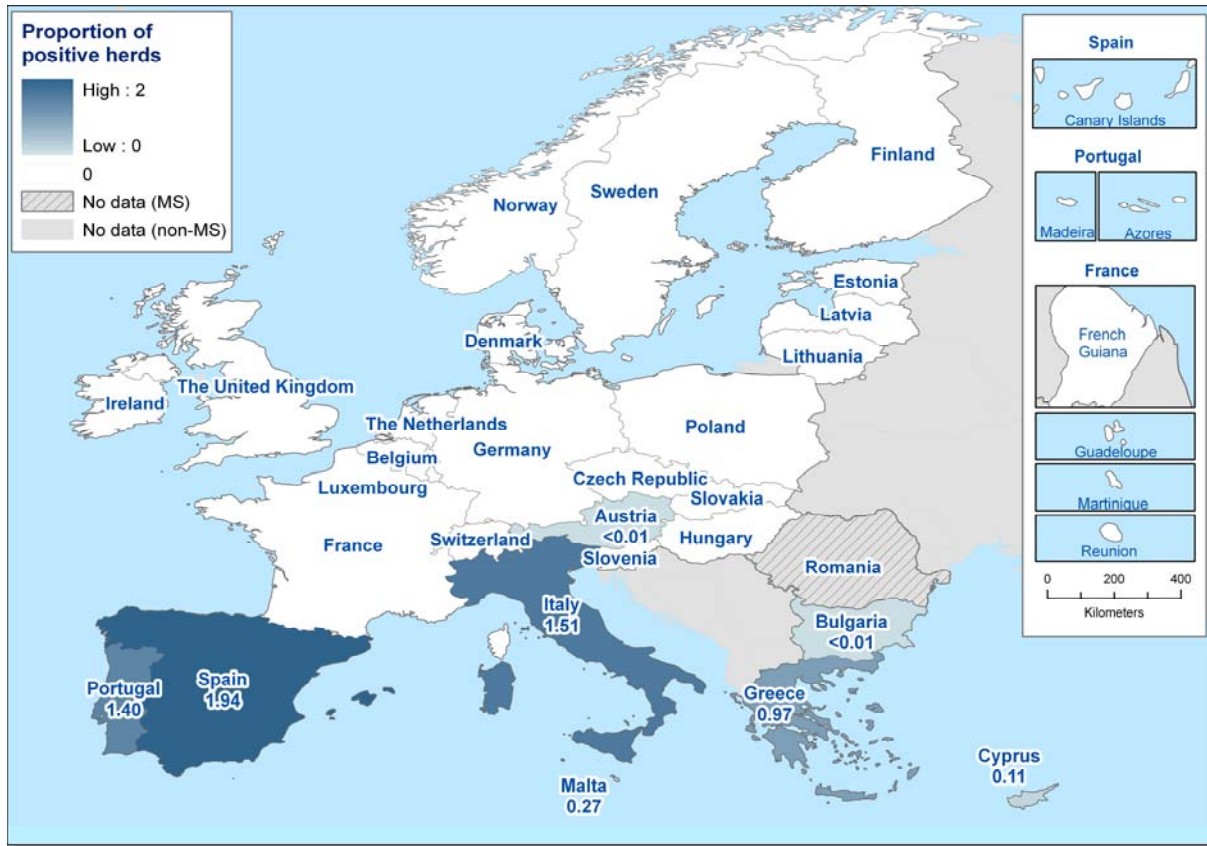 Proportion of
positive herds
High : 2
Low : 0
0
No data (MS)
No data (non-MS)
Spain
Canary Islands
Portugal
Madeira
Azores
France
French
Guiana
Guadeloupe
Martinique
Reunion
0 200 400
Kilometers
Finland
Sweden
Norway
Estonia
Latvia
Lithuania
Denmark
The United Kingdom
Ireland
The Netherlands
Poland
Germany
Belgium
Czech Republic
Luxembourg
Slovakia
Austria
<0.01
Hungary
Switzerland
France
Slovenia
Romania
Italy
1.51
Bulgaria
<0.01
Portugal
1.40
Spain
1.94
Greece
0.97
Cyprus
0.11
Malta
0.27